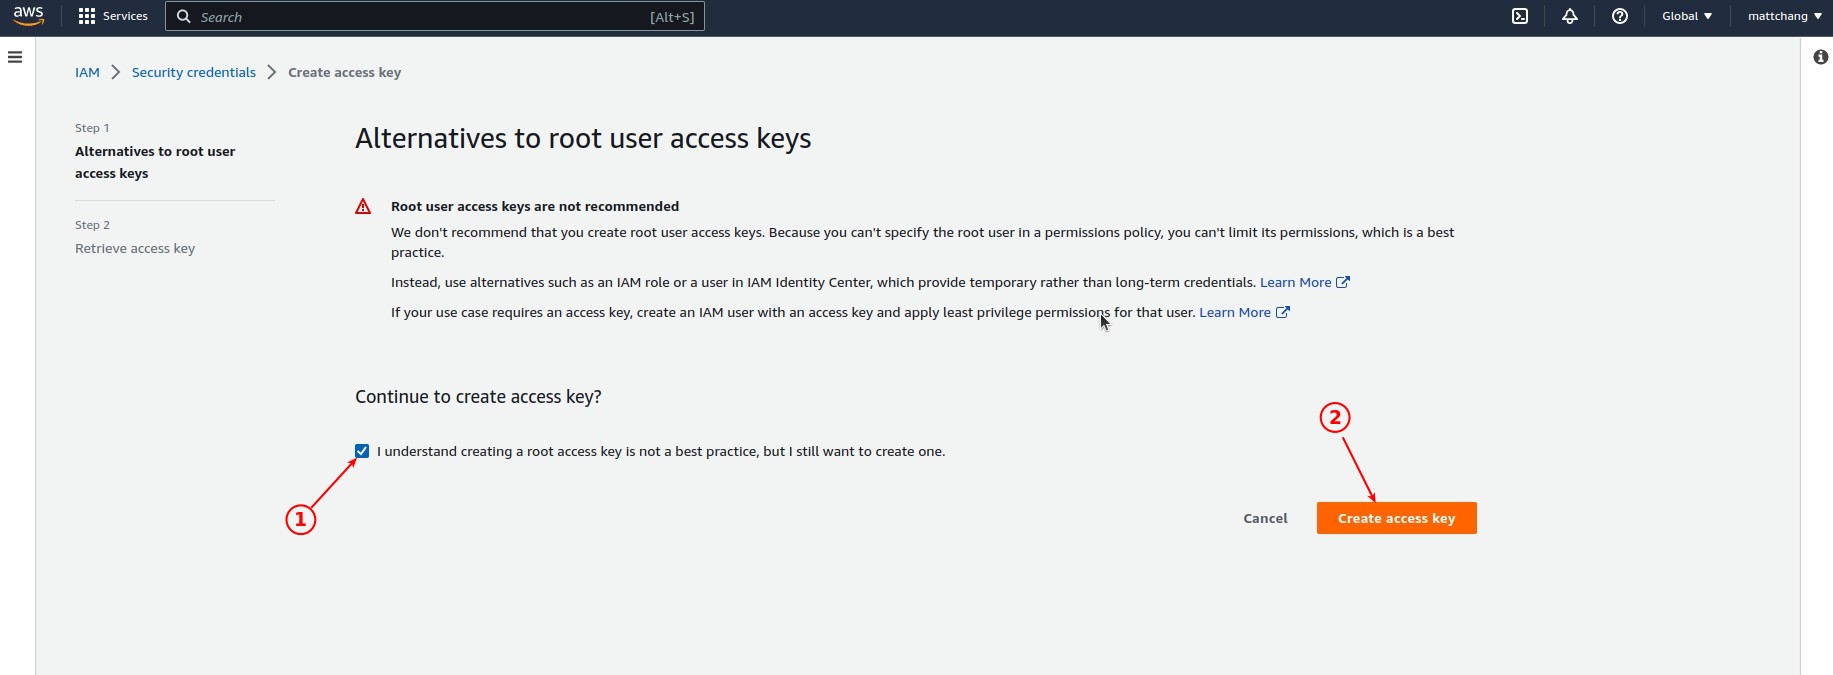 aws
Services
Search
[Alt+S]
Global
mattchang
IAM
Security credentials
Create access key
Step 1
Alternatives to root user
access keys
Step 2
Retrieve access key
Alternatives to root user access keys
Root user access keys are not recommended
We don't recommend that you create root user access keys. Because you can't specify the root user in a permissions policy, you can't limit its permissions, which is a best
practice.
Instead, use alternatives such as an IAM role or a user in IAM Identity Center, which provide temporary rather than long-term credentials. Learn More
If your use case requires an access key, create an IAM user with an access key and apply least privilege permissions for that user. Learn More
Continue to create access key?
I understand creating a root access key is not a best practice, but I still want to create one.
1
2
Cancel
Create access key